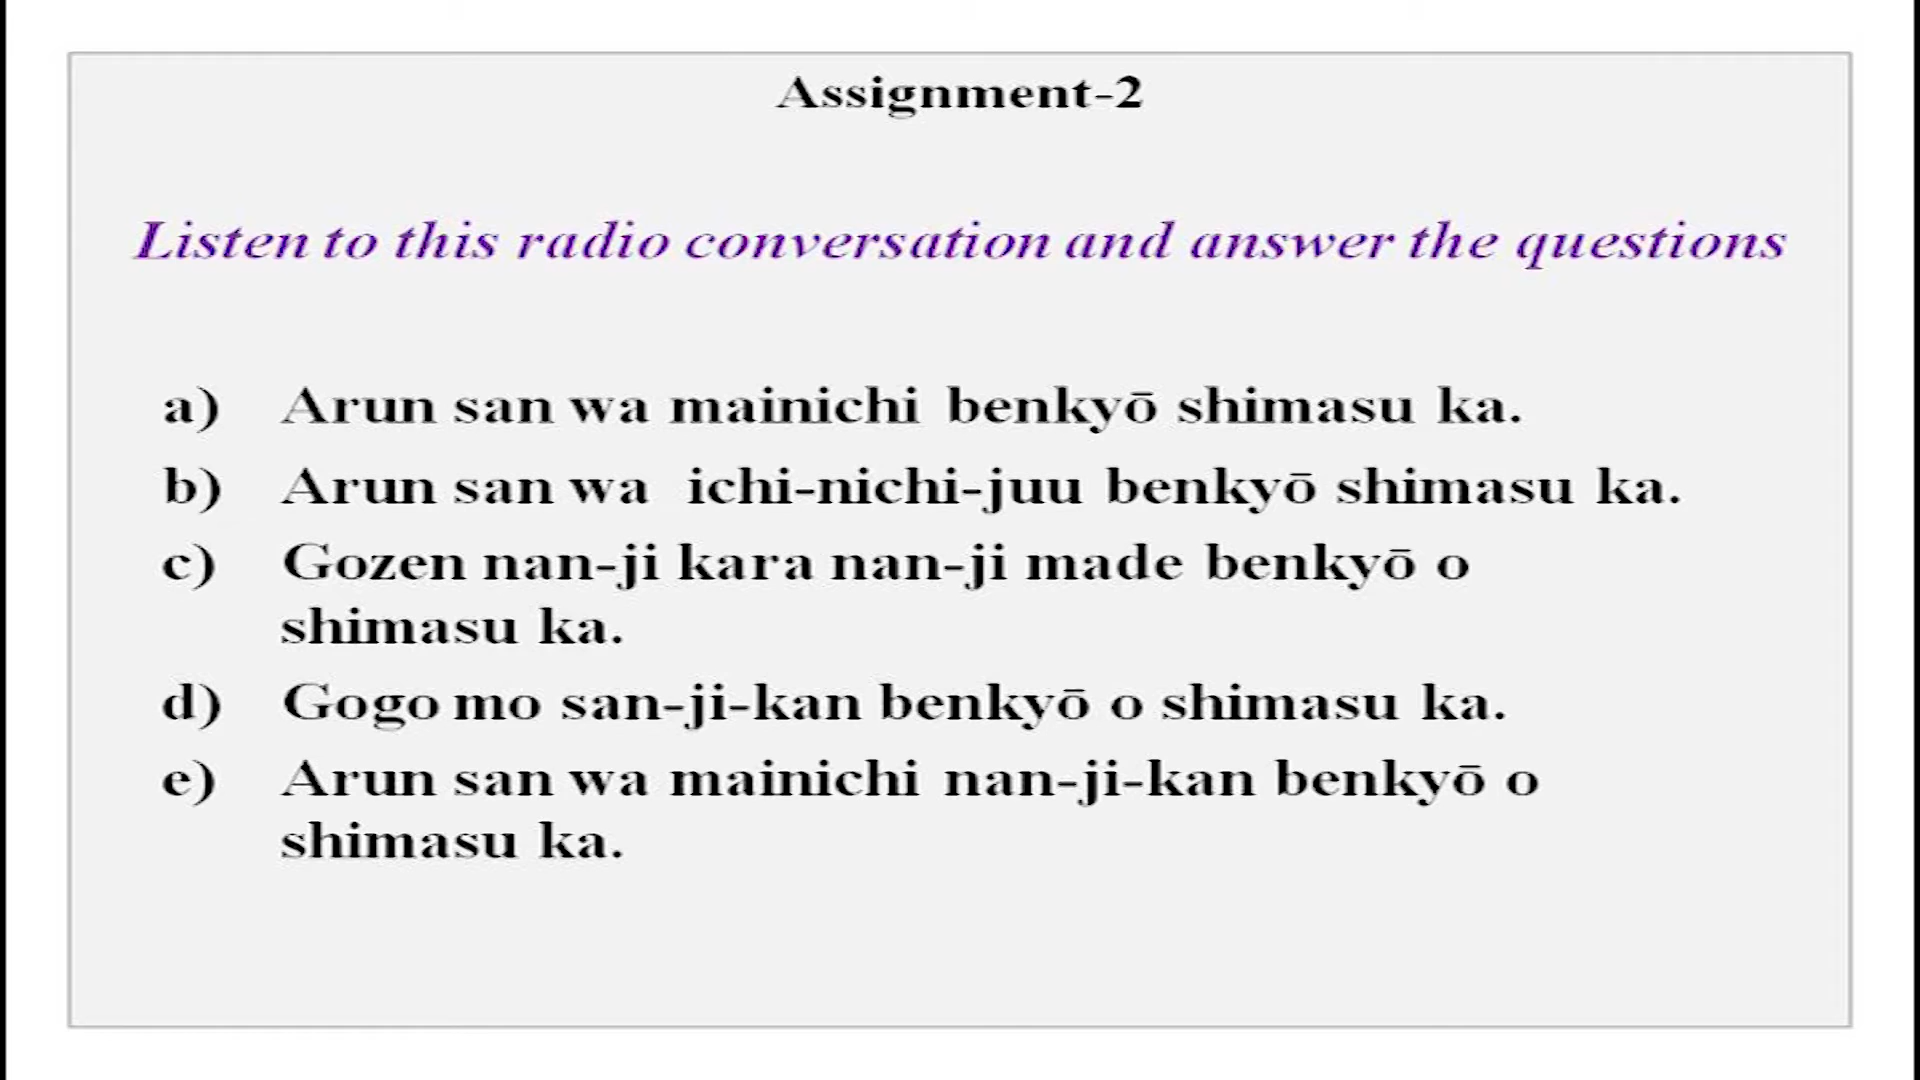 Assignment-2
Listen to this radio conversation and answer the questions
a) Arun san wa mainichi benkyō shimasu ka.
b) Arun san wa ichi-nichi-juu benkyō shimasu ka.
c) Gozen nan-ji kara nan-ji made benkyō o
shimasu ka.
d) Gogo mo san-ji-kan benkyō o shimasu ka.
e) Arun san wa mainichi nan-ji-kan benkyō o
shimasu ka.